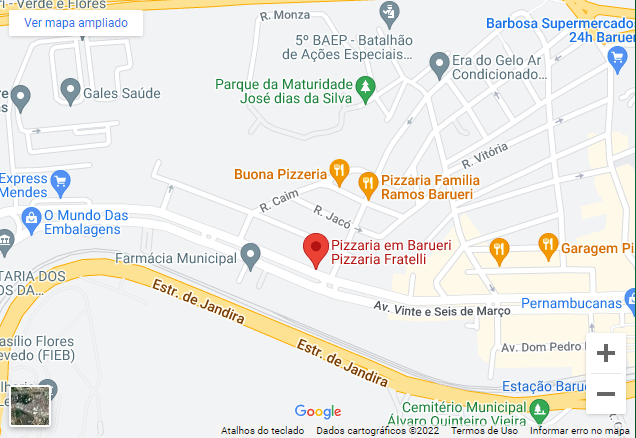 ri - Verde e Flores
Ver mapa ampliado
R. Monza
Barbosa Supermercados
24h Barueri
5º BAEP - Batalhão
de Ações Especiais...
Era do Gelo Ar
Condicionado...
Gales Saúde
Parque da Maturidade
José dias da Silva
R. Vitória
Express
Mendes
Buona Pizzeria
Pizzaria Familia
Ramos Barueri
R. Caim
R. Jacó
O Mundo Das
Embalagens
Farmácia Municipal
Pizzaria em Barueri
Pizzaria Fratelli
Garagem Pi
TARIA DOS
OS DA
Estr. de Jandira
Av. Vinte e Seis de Março
Pernambucanas
Estr. de Jandira
Av. Dom Pedro
asílio Flores
evedo (FIEB)
Estação Barue
Google
Cemitério Municipal
Álvaro Quinteiro Vieira
Atalhos do teclado
Dados cartográficos ©2022
Termos de Uso
Informar erro no mapa